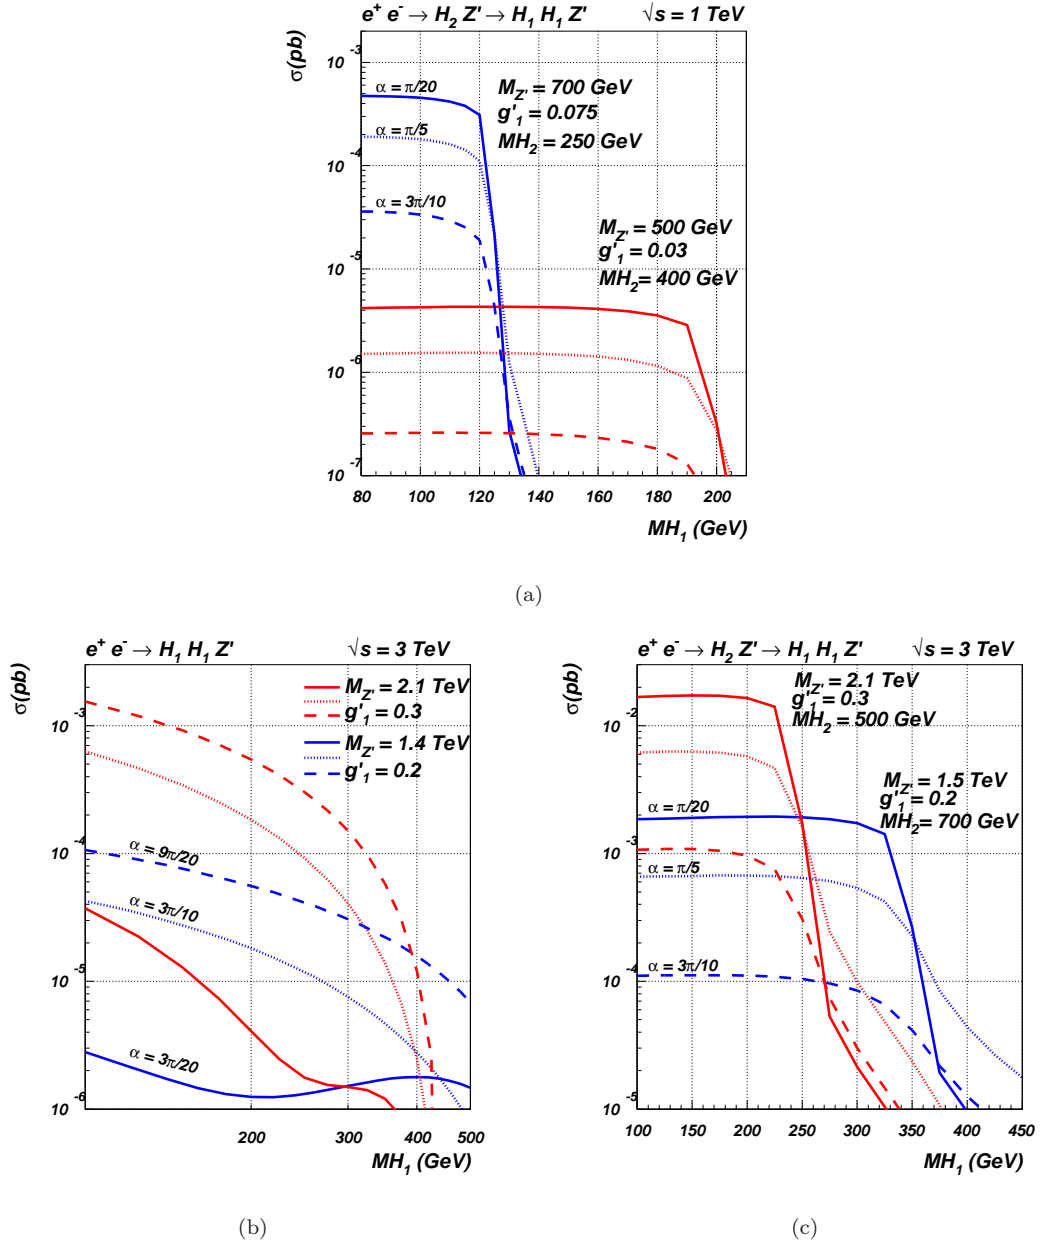 e⁺ e⁻ → H₂ Z' → H₁ H₁ Z' √s = 1 TeV
σ(pb)
10⁻³
10⁻⁴
10⁻⁵
10⁻⁶
10⁻⁷
α = π/20
α = π/5
α = 3π/10
M_Z' = 700 GeV
g'₁ = 0.075
MH₂ = 250 GeV
M_Z' = 500 GeV
g'₁ = 0.03
MH₂ = 400 GeV
80 100 120 140 160 180 200
MH₁ (GeV)
(a)
e⁺ e⁻ → H₁ H₁ Z' √s = 3 TeV
σ(pb)
10⁻³
10⁻⁴
10⁻⁵
10⁻⁶
M_Z' = 2.1 TeV
g'₁ = 0.3
M_Z' = 1.4 TeV
g'₁ = 0.2
α = 9π/20
α = 3π/10
α = 3π/20
200 300 400 500
MH₁ (GeV)
(b)
e⁺ e⁻ → H₂ Z' → H₁ H₁ Z' √s = 3 TeV
σ(pb)
10⁻²
10⁻³
10⁻⁴
10⁻⁵
M_Z' = 2.1 TeV
g'₁ = 0.3
MH₂ = 500 GeV
M_Z' = 1.5 TeV
g'₁ = 0.2
MH₂ = 700 GeV
α = π/20
α = π/5
α = 3π/10
100 150 200 250 300 350 400 450
MH₁ (GeV)
(c)